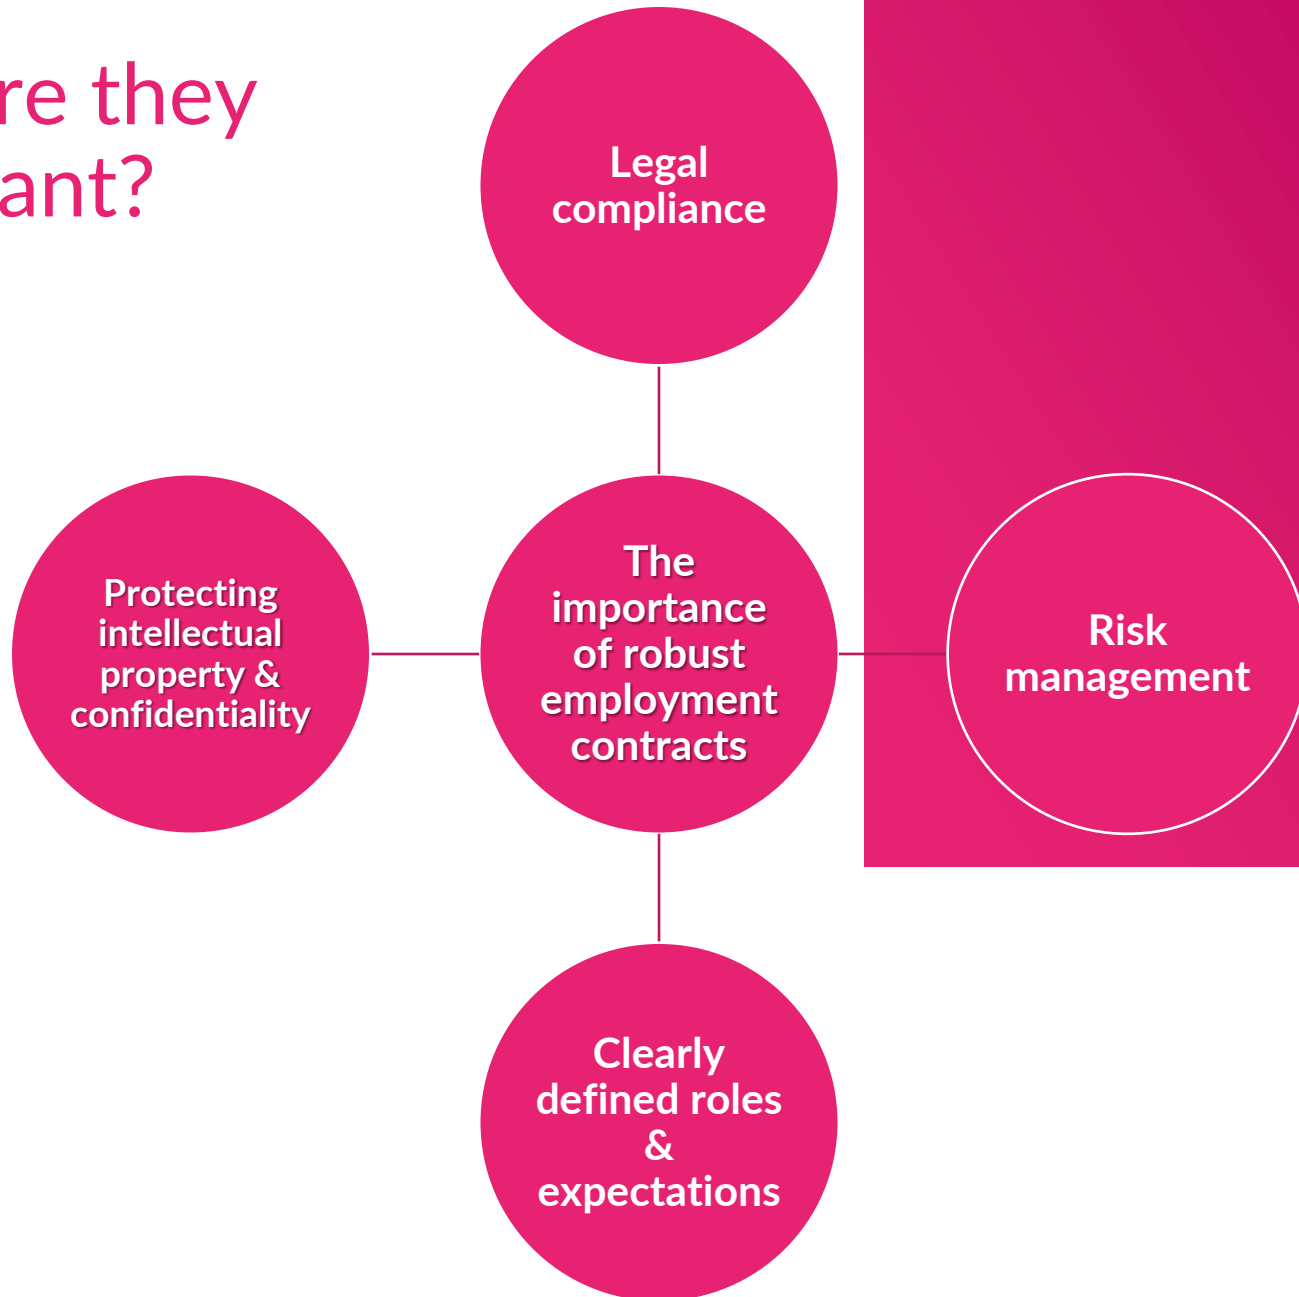 re they
ant?
Legal
compliance
Protecting
intellectual
property &
confidentiality
The
importance
of robust
employment
contracts
Risk
management
Clearly
defined roles
&
expectations